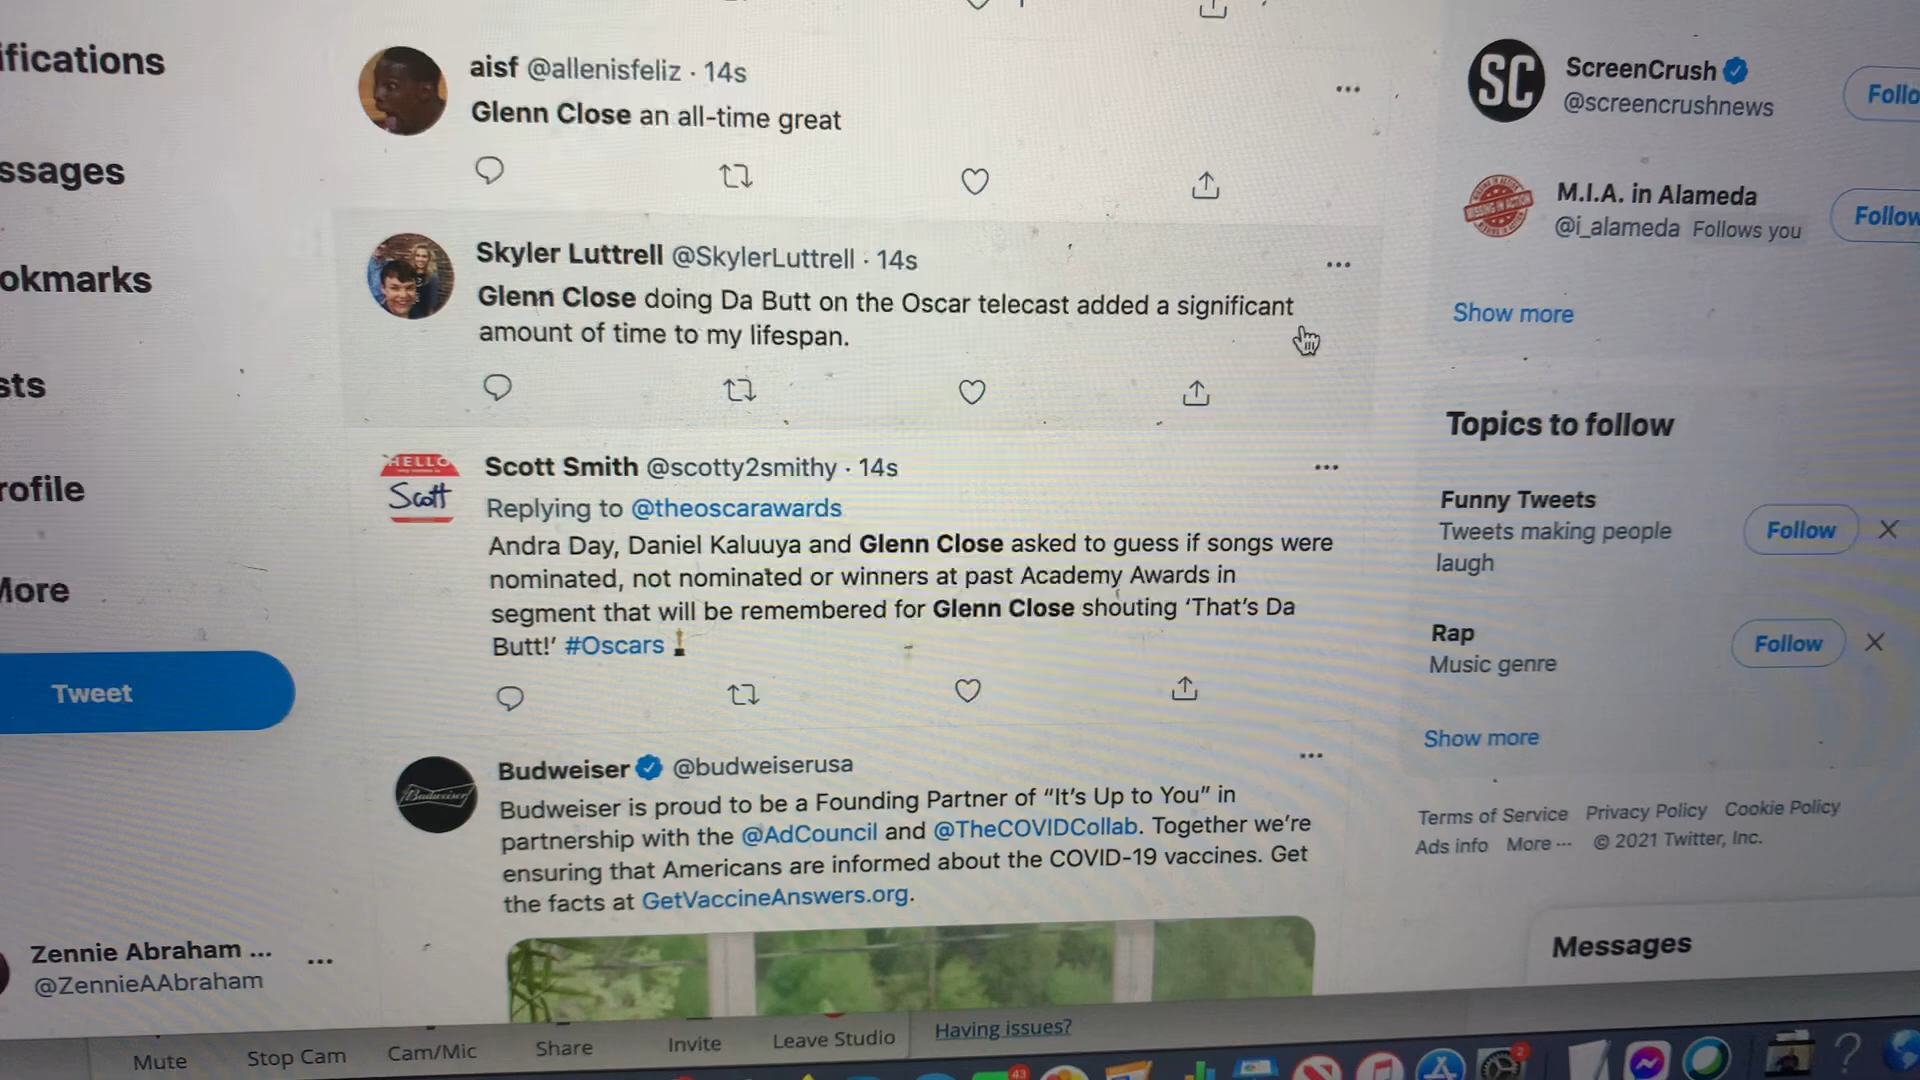 ifications
ssages
okmarks
sts
rofile
More
Tweet
Zennie Abraham ...
@ZennieAAbraham
aisf @allenisfeliz · 14s
Glenn Close an all-time great
Skyler Luttrell @SkylerLuttrell · 14s
Glenn Close doing Da Butt on the Oscar telecast added a significant
amount of time to my lifespan.
HELLO
Scott
Scott Smith @scotty2smithy · 14s
Replying to @theoscarawards
Andra Day, Daniel Kaluuya and Glenn Close asked to guess if songs were
nominated, not nominated or winners at past Academy Awards in
segment that will be remembered for Glenn Close shouting ‘That’s Da
Butt!’ #Oscars
Budweiser
Budweiser @budweiserusa
Budweiser is proud to be a Founding Partner of “It’s Up to You” in
partnership with the @AdCouncil and @TheCOVIDCollab. Together we’re
ensuring that Americans are informed about the COVID-19 vaccines. Get
the facts at GetVaccineAnswers.org.
SC
ScreenCrush
@screencrushnews
Follo
MISSING IN ACTION
M.I.A. in Alameda
@i_alameda Follows you
Follow
Show more
Topics to follow
Funny Tweets
Tweets making people
laugh
Follow
Rap
Music genre
Follow
Show more
Terms of Service Privacy Policy Cookie Policy
Ads info More ··· © 2021 Twitter, Inc.
Messages
Mute Stop Cam Cam/Mic Share Invite Leave Studio Having issues?
43
2